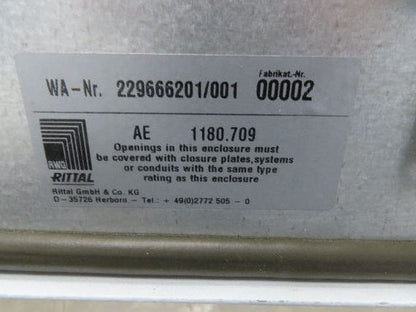 Fabrikat.-Nr.
WA-Nr. 229666201/001 00002
AE 1180.709
Openings in this enclosure must
be covered with closure plates,systems
or conduits with the same type
rating as this enclosure
RWQ
RITTAL
Rittal GmbH & Co. KG
D-35726 Herborn - Tel.: + 49(0)2772 505 - 0